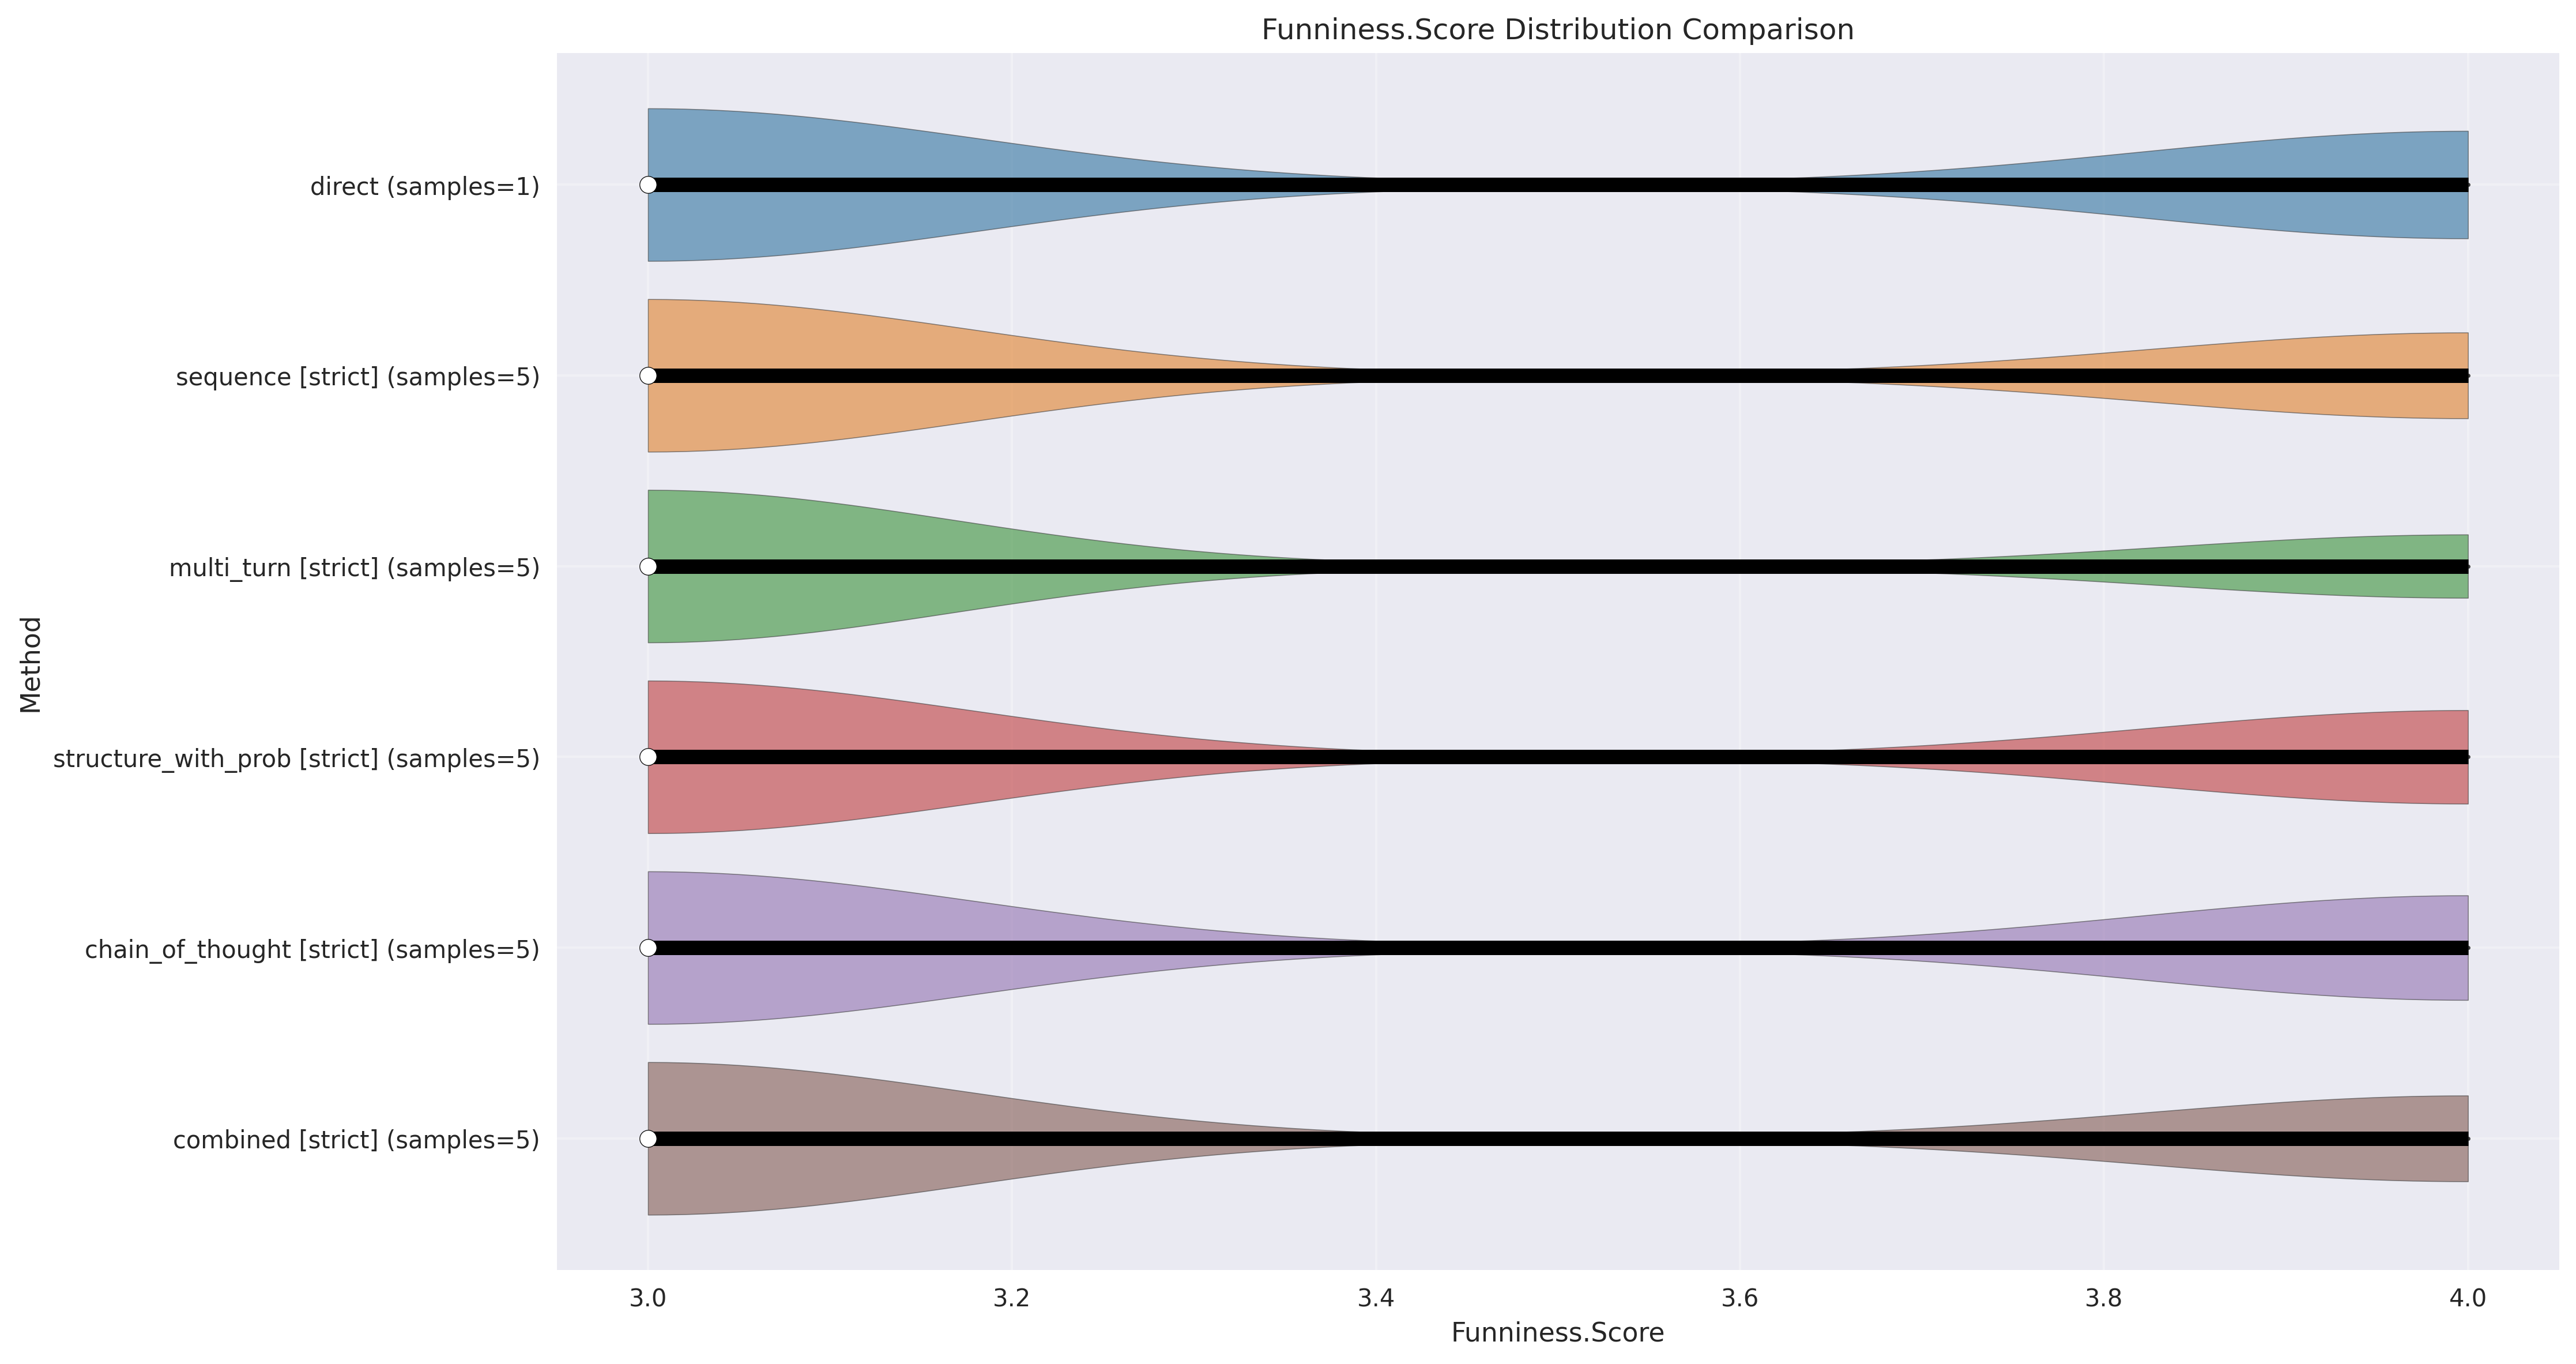 Funniness.Score Distribution Comparison
direct (samples=1)
sequence [strict] (samples=5)
multi_turn [strict] (samples=5)
structure_with_prob [strict] (samples=5)
chain_of_thought [strict] (samples=5)
combined [strict] (samples=5)
Method
3.0 3.2 3.4 3.6 3.8 4.0
Funniness.Score